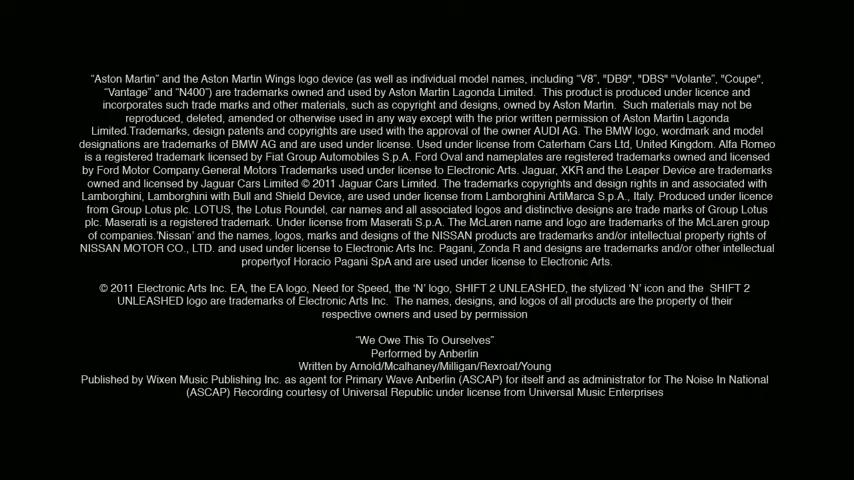 “Aston Martin” and the Aston Martin Wings logo device (as well as individual model names, including “V8”, "DB9", "DBS" "Volante”, "Coupe",
“Vantage” and “N400”) are trademarks owned and used by Aston Martin Lagonda Limited.  This product is produced under licence and
incorporates such trade marks and other materials, such as copyright and designs, owned by Aston Martin.  Such materials may not be
reproduced, deleted, amended or otherwise used in any way except with the prior written permission of Aston Martin Lagonda
Limited.Trademarks, design patents and copyrights are used with the approval of the owner AUDI AG. The BMW logo, wordmark and model
designations are trademarks of BMW AG and are used under license. Used under license from Caterham Cars Ltd, United Kingdom. Alfa Romeo
is a registered trademark licensed by Fiat Group Automobiles S.p.A. Ford Oval and nameplates are registered trademarks owned and licensed
by Ford Motor Company.General Motors Trademarks used under license to Electronic Arts. Jaguar, XKR and the Leaper Device are trademarks
owned and licensed by Jaguar Cars Limited © 2011 Jaguar Cars Limited. The trademarks copyrights and design rights in and associated with
Lamborghini, Lamborghini with Bull and Shield Device, are used under license from Lamborghini ArtiMarca S.p.A., Italy. Produced under licence
from Group Lotus plc. LOTUS, the Lotus Roundel, car names and all associated logos and distinctive designs are trade marks of Group Lotus
plc. Maserati is a registered trademark. Under license from Maserati S.p.A. The McLaren name and logo are trademarks of the McLaren group
of companies.'Nissan' and the names, logos, marks and designs of the NISSAN products are trademarks and/or intellectual property rights of
NISSAN MOTOR CO., LTD. and used under license to Electronic Arts Inc. Pagani, Zonda R and designs are trademarks and/or other intellectual
propertyof Horacio Pagani SpA and are used under license to Electronic Arts.
© 2011 Electronic Arts Inc. EA, the EA logo, Need for Speed, the ‘N’ logo, SHIFT 2 UNLEASHED, the stylized ‘N’ icon and the  SHIFT 2
UNLEASHED logo are trademarks of Electronic Arts Inc.  The names, designs, and logos of all products are the property of their
respective owners and used by permission
“We Owe This To Ourselves”
Performed by Anberlin
Written by Arnold/Mcalhaney/Milligan/Rexroat/Young
Published by Wixen Music Publishing Inc. as agent for Primary Wave Anberlin (ASCAP) for itself and as administrator for The Noise In National
(ASCAP) Recording courtesy of Universal Republic under license from Universal Music Enterprises